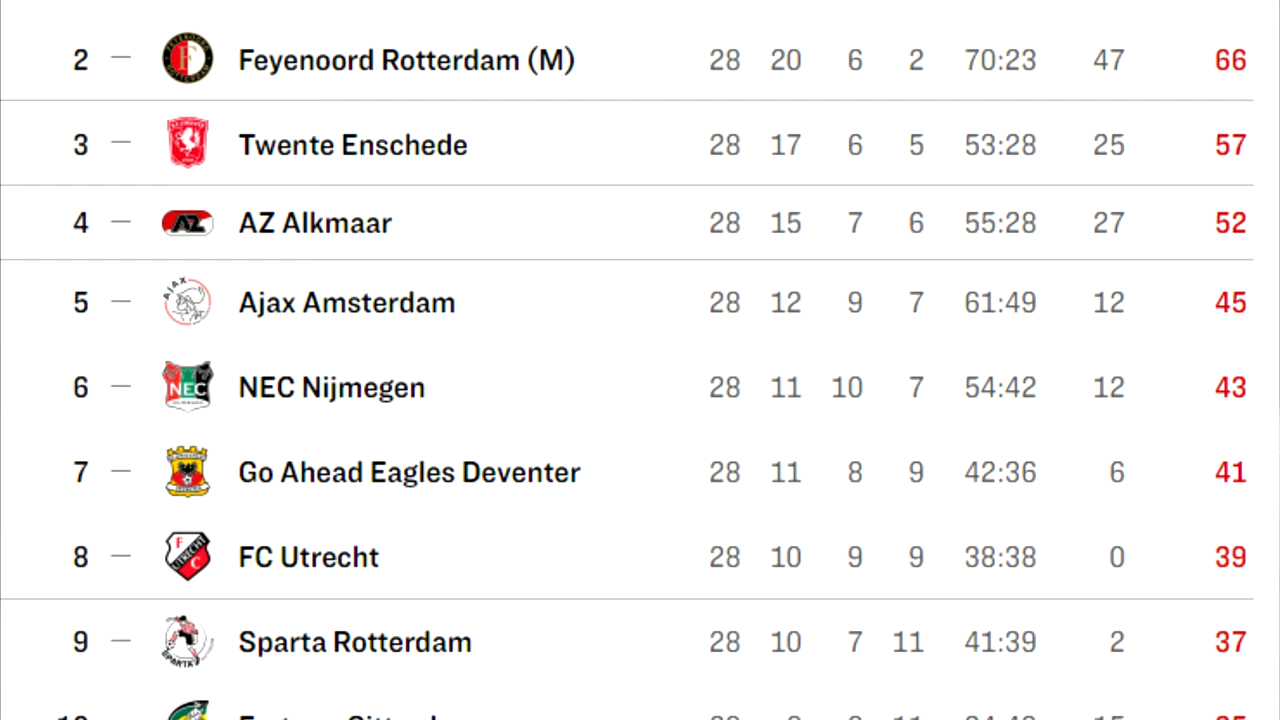 2 — Feyenoord Rotterdam (M) 28 20 6 2 70:23 47 66
3 — Twente Enschede 28 17 6 5 53:28 25 57
4 — AZ Alkmaar 28 15 7 6 55:28 27 52
5 — Ajax Amsterdam 28 12 9 7 61:49 12 45
6 — NEC Nijmegen 28 11 10 7 54:42 12 43
7 — Go Ahead Eagles Deventer 28 11 8 9 42:36 6 41
8 — FC Utrecht 28 10 9 9 38:38 0 39
9 — Sparta Rotterdam 28 10 7 11 41:39 2 37